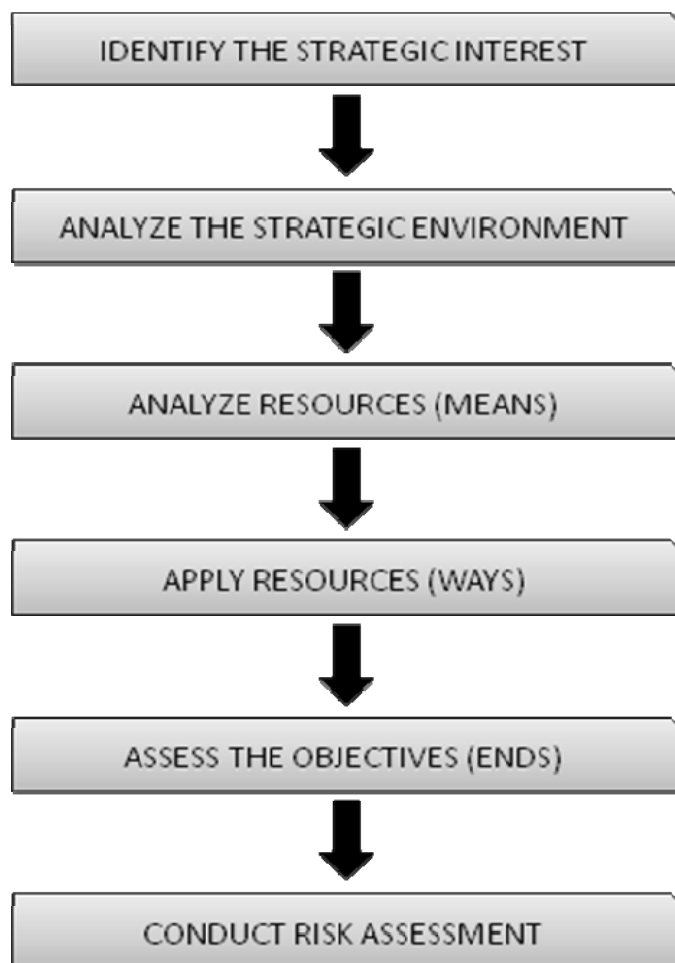 IDENTIFY THE STRATEGIC INTEREST
ANALYZE THE STRATEGIC ENVIRONMENT
ANALYZE RESOURCES (MEANS)
APPLY RESOURCES (WAYS)
ASSESS THE OBJECTIVES (ENDS)
CONDUCT RISK ASSESSMENT